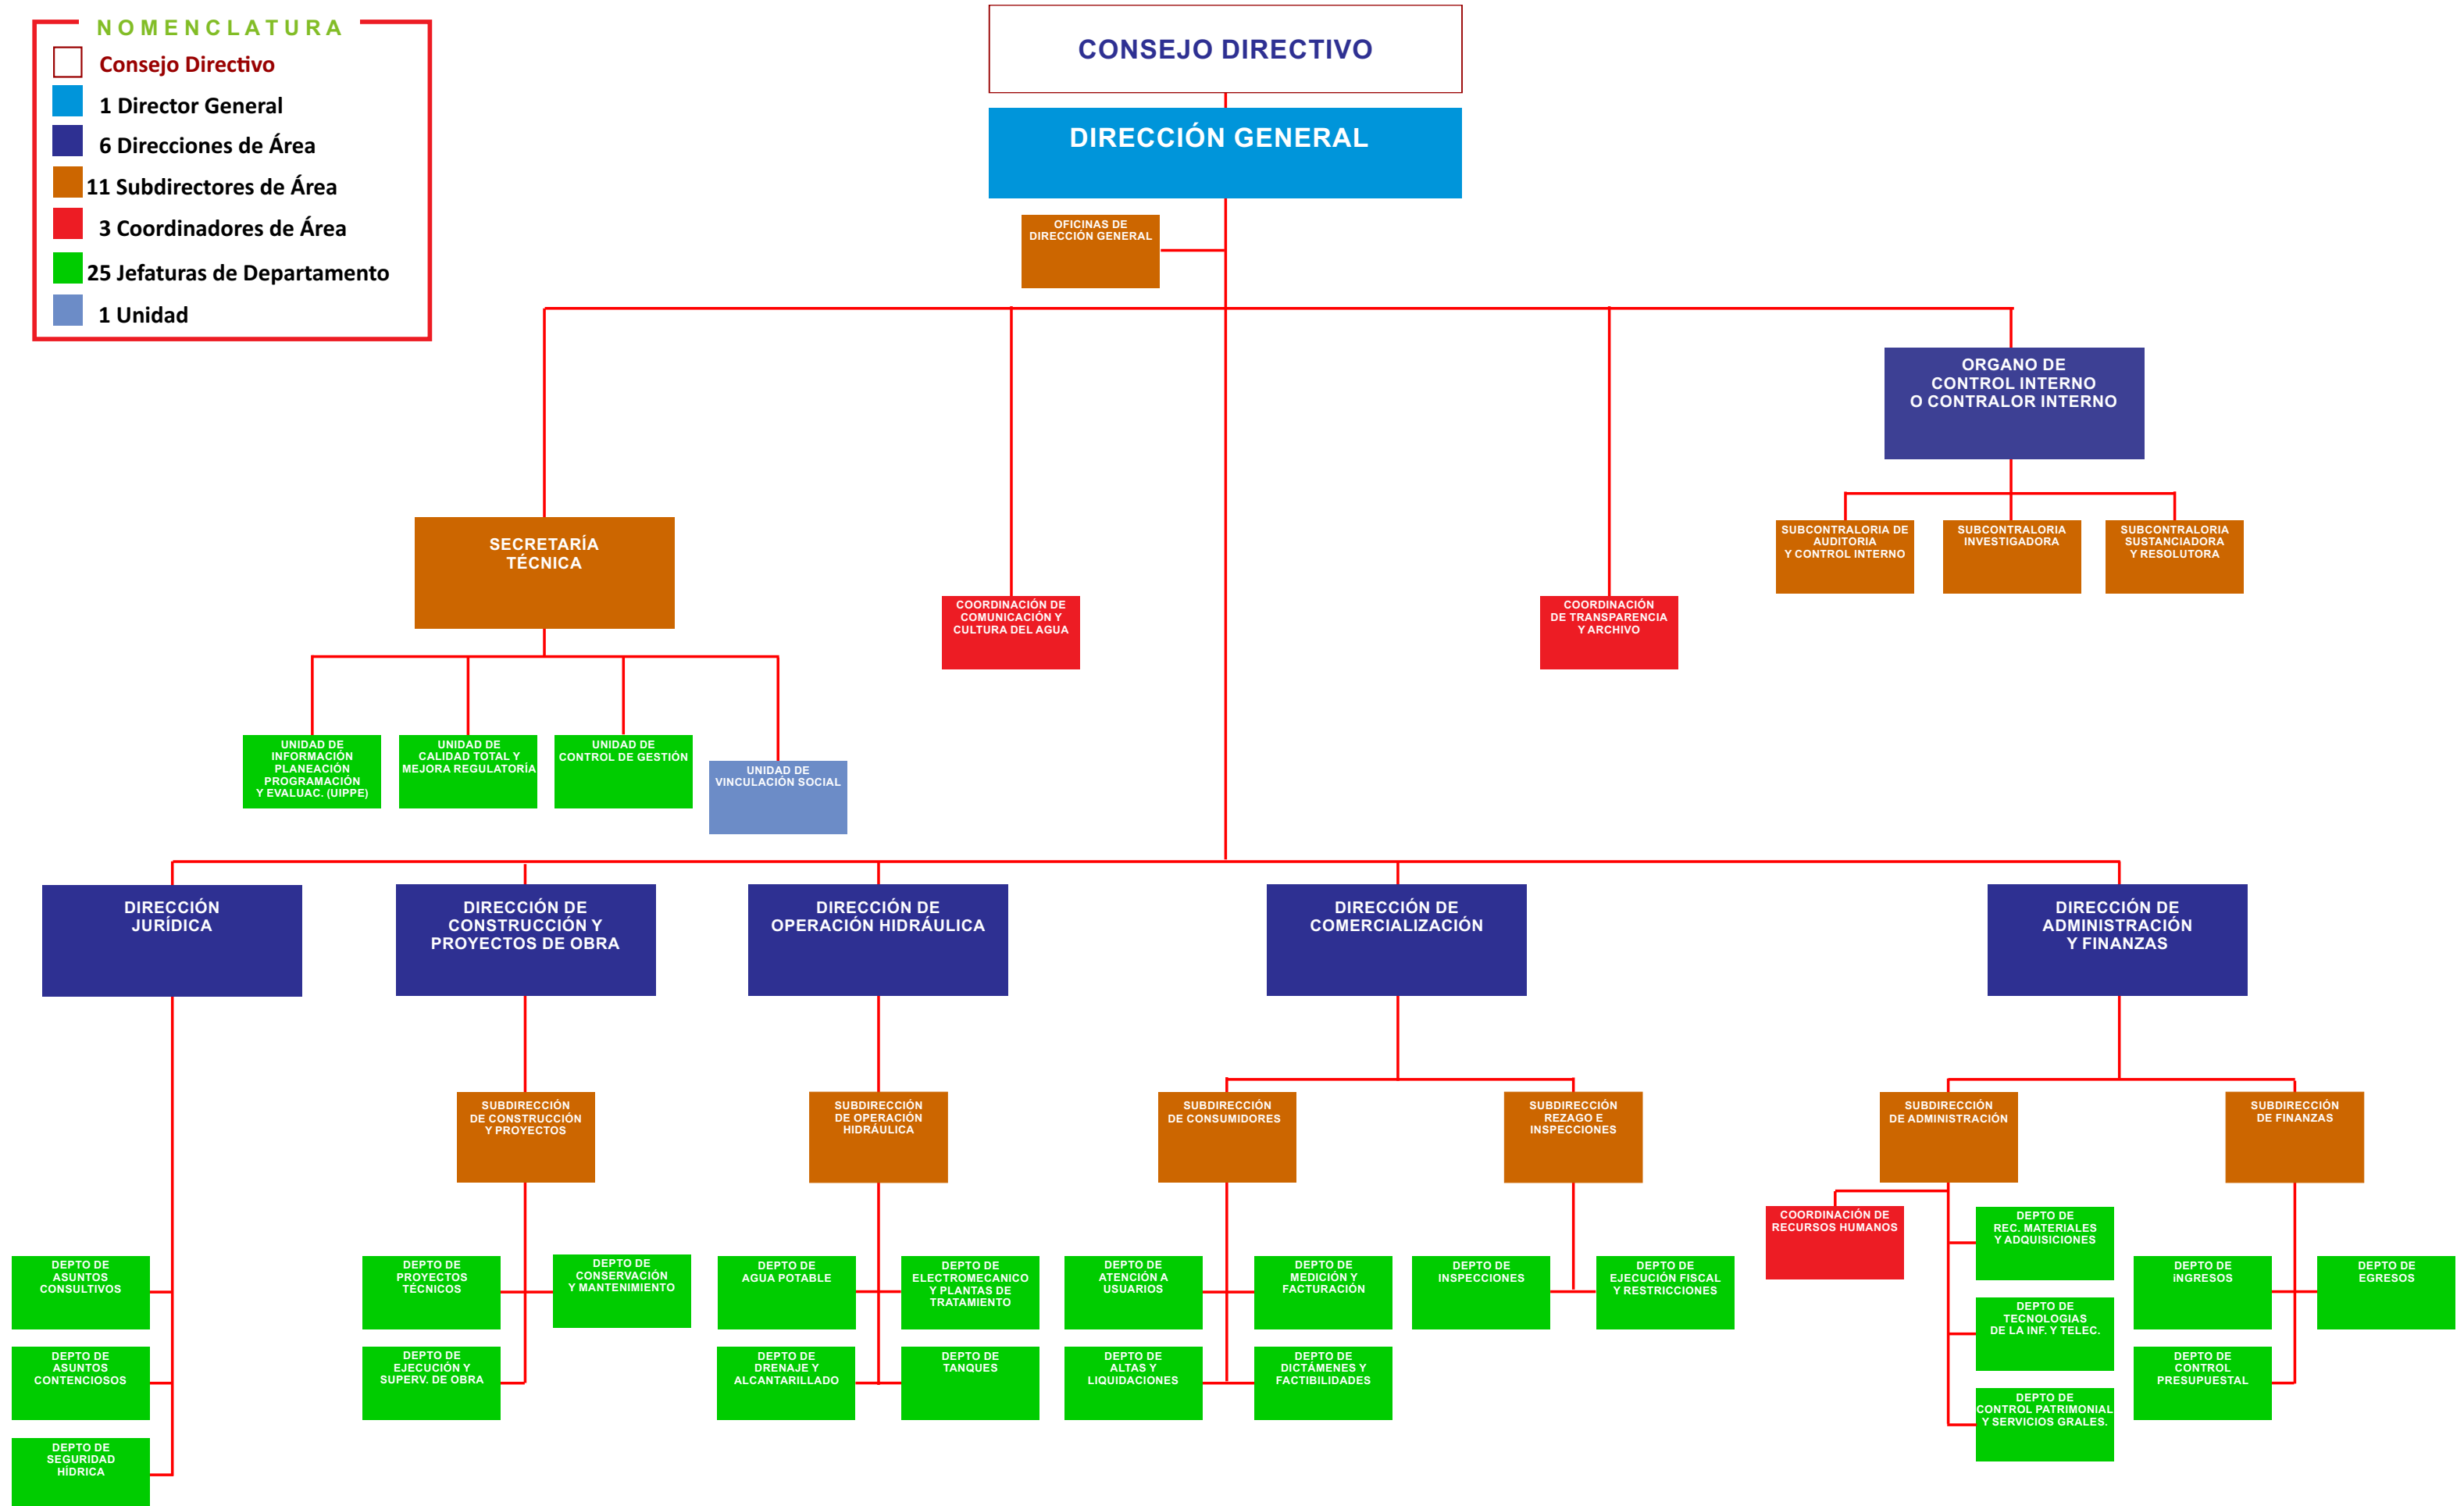 NOMENCLATURA
Consejo Directivo
1 Director General
6 Direcciones de Área
11 Subdirectores de Área
3 Coordinadores de Área
25 Jefaturas de Departamento
1 Unidad
CONSEJO DIRECTIVO
DIRECCIÓN GENERAL
OFICINAS DE
DIRECCIÓN GENERAL
ORGANO DE
CONTROL INTERNO
O CONTRALOR INTERNO
SECRETARÍA
TÉCNICA
SUBCONTRALORIA DE
AUDITORIA
Y CONTROL INTERNO
SUBCONTRALORIA
INVESTIGADORA
SUBCONTRALORIA
SUSTANCIADORA
Y RESOLUTORA
COORDINACIÓN DE
COMUNICACIÓN Y
CULTURA DEL AGUA
COORDINACIÓN
DE TRANSPARENCIA
Y ARCHIVO
UNIDAD DE
INFORMACIÓN
PLANEACIÓN
PROGRAMACIÓN
Y EVALUAC. (UIPPE)
UNIDAD DE
CALIDAD TOTAL Y
MEJORA REGULATORÍA
UNIDAD DE
CONTROL DE GESTIÓN
UNIDAD DE
VINCULACIÓN SOCIAL
DIRECCIÓN
JURÍDICA
DIRECCIÓN DE
CONSTRUCCIÓN Y
PROYECTOS DE OBRA
DIRECCIÓN DE
OPERACIÓN HIDRÁULICA
DIRECCIÓN DE
COMERCIALIZACIÓN
DIRECCIÓN DE
ADMINISTRACIÓN
Y FINANZAS
SUBDIRECCIÓN
DE CONSTRUCCIÓN
Y PROYECTOS
SUBDIRECCIÓN
DE OPERACIÓN
HIDRÁULICA
SUBDIRECCIÓN
DE CONSUMIDORES
SUBDIRECCIÓN
REZAGO E
INSPECCIONES
SUBDIRECCIÓN
DE ADMINISTRACIÓN
SUBDIRECCIÓN
DE FINANZAS
COORDINACIÓN DE
RECURSOS HUMANOS
DEPTO DE
REC. MATERIALES
Y ADQUISICIONES
DEPTO DE
ASUNTOS
CONSULTIVOS
DEPTO DE
PROYECTOS
TÉCNICOS
DEPTO DE
CONSERVACIÓN
Y MANTENIMIENTO
DEPTO DE
AGUA POTABLE
DEPTO DE
ELECTROMECANICO
Y PLANTAS DE
TRATAMIENTO
DEPTO DE
ATENCIÓN A
USUARIOS
DEPTO DE
MEDICIÓN Y
FACTURACIÓN
DEPTO DE
INSPECCIONES
DEPTO DE
EJECUCIÓN FISCAL
Y RESTRICCIONES
DEPTO DE
INGRESOS
DEPTO DE
EGRESOS
DEPTO DE
TECNOLOGIAS
DE LA INF. Y TELEC.
DEPTO DE
ASUNTOS
CONTENCIOSOS
DEPTO DE
EJECUCIÓN Y
SUPERV. DE OBRA
DEPTO DE
DRENAJE Y
ALCANTARILLADO
DEPTO DE
TANQUES
DEPTO DE
ALTAS Y
LIQUIDACIONES
DEPTO DE
DICTÁMENES Y
FACTIBILIDADES
DEPTO DE
CONTROL
PRESUPUESTAL
DEPTO DE
CONTROL PATRIMONIAL
Y SERVICIOS GRALES.
DEPTO DE
SEGURIDAD
HÍDRICA